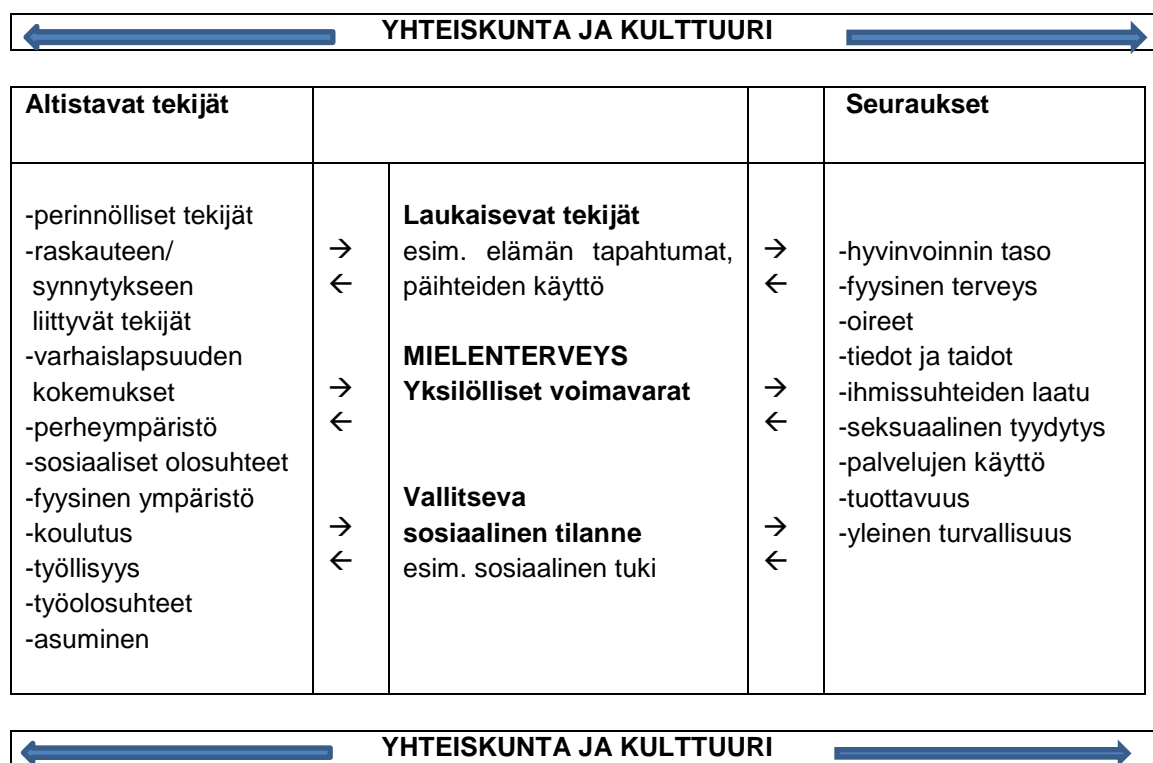 YHTEISKUNTA JA KULTTUURI
Altistavat tekijät
Seuraukset
-perinnölliset tekijät
-raskauteen/
synnytykseen
liittyvät tekijät
-varhaislapsuuden
kokemukset
-perheympäristö
-sosiaaliset olosuhteet
-fyysinen ympäristö
-koulutus
-työllisyys
-työolosuhteet
-asuminen
→
←
→
←
→
←
Laukaisevat tekijät
esim. elämän tapahtumat,
päihteiden käyttö
MIELENTERVEYS
Yksilölliset voimavarat
Vallitseva
sosiaalinen tilanne
esim. sosiaalinen tuki
→
←
→
←
→
←
-hyvinvoinnin taso
-fyysinen terveys
-oireet
-tiedot ja taidot
-ihmissuhteiden laatu
-seksuaalinen tyydytys
-palvelujen käyttö
-tuottavuus
-yleinen turvallisuus
YHTEISKUNTA JA KULTTUURI